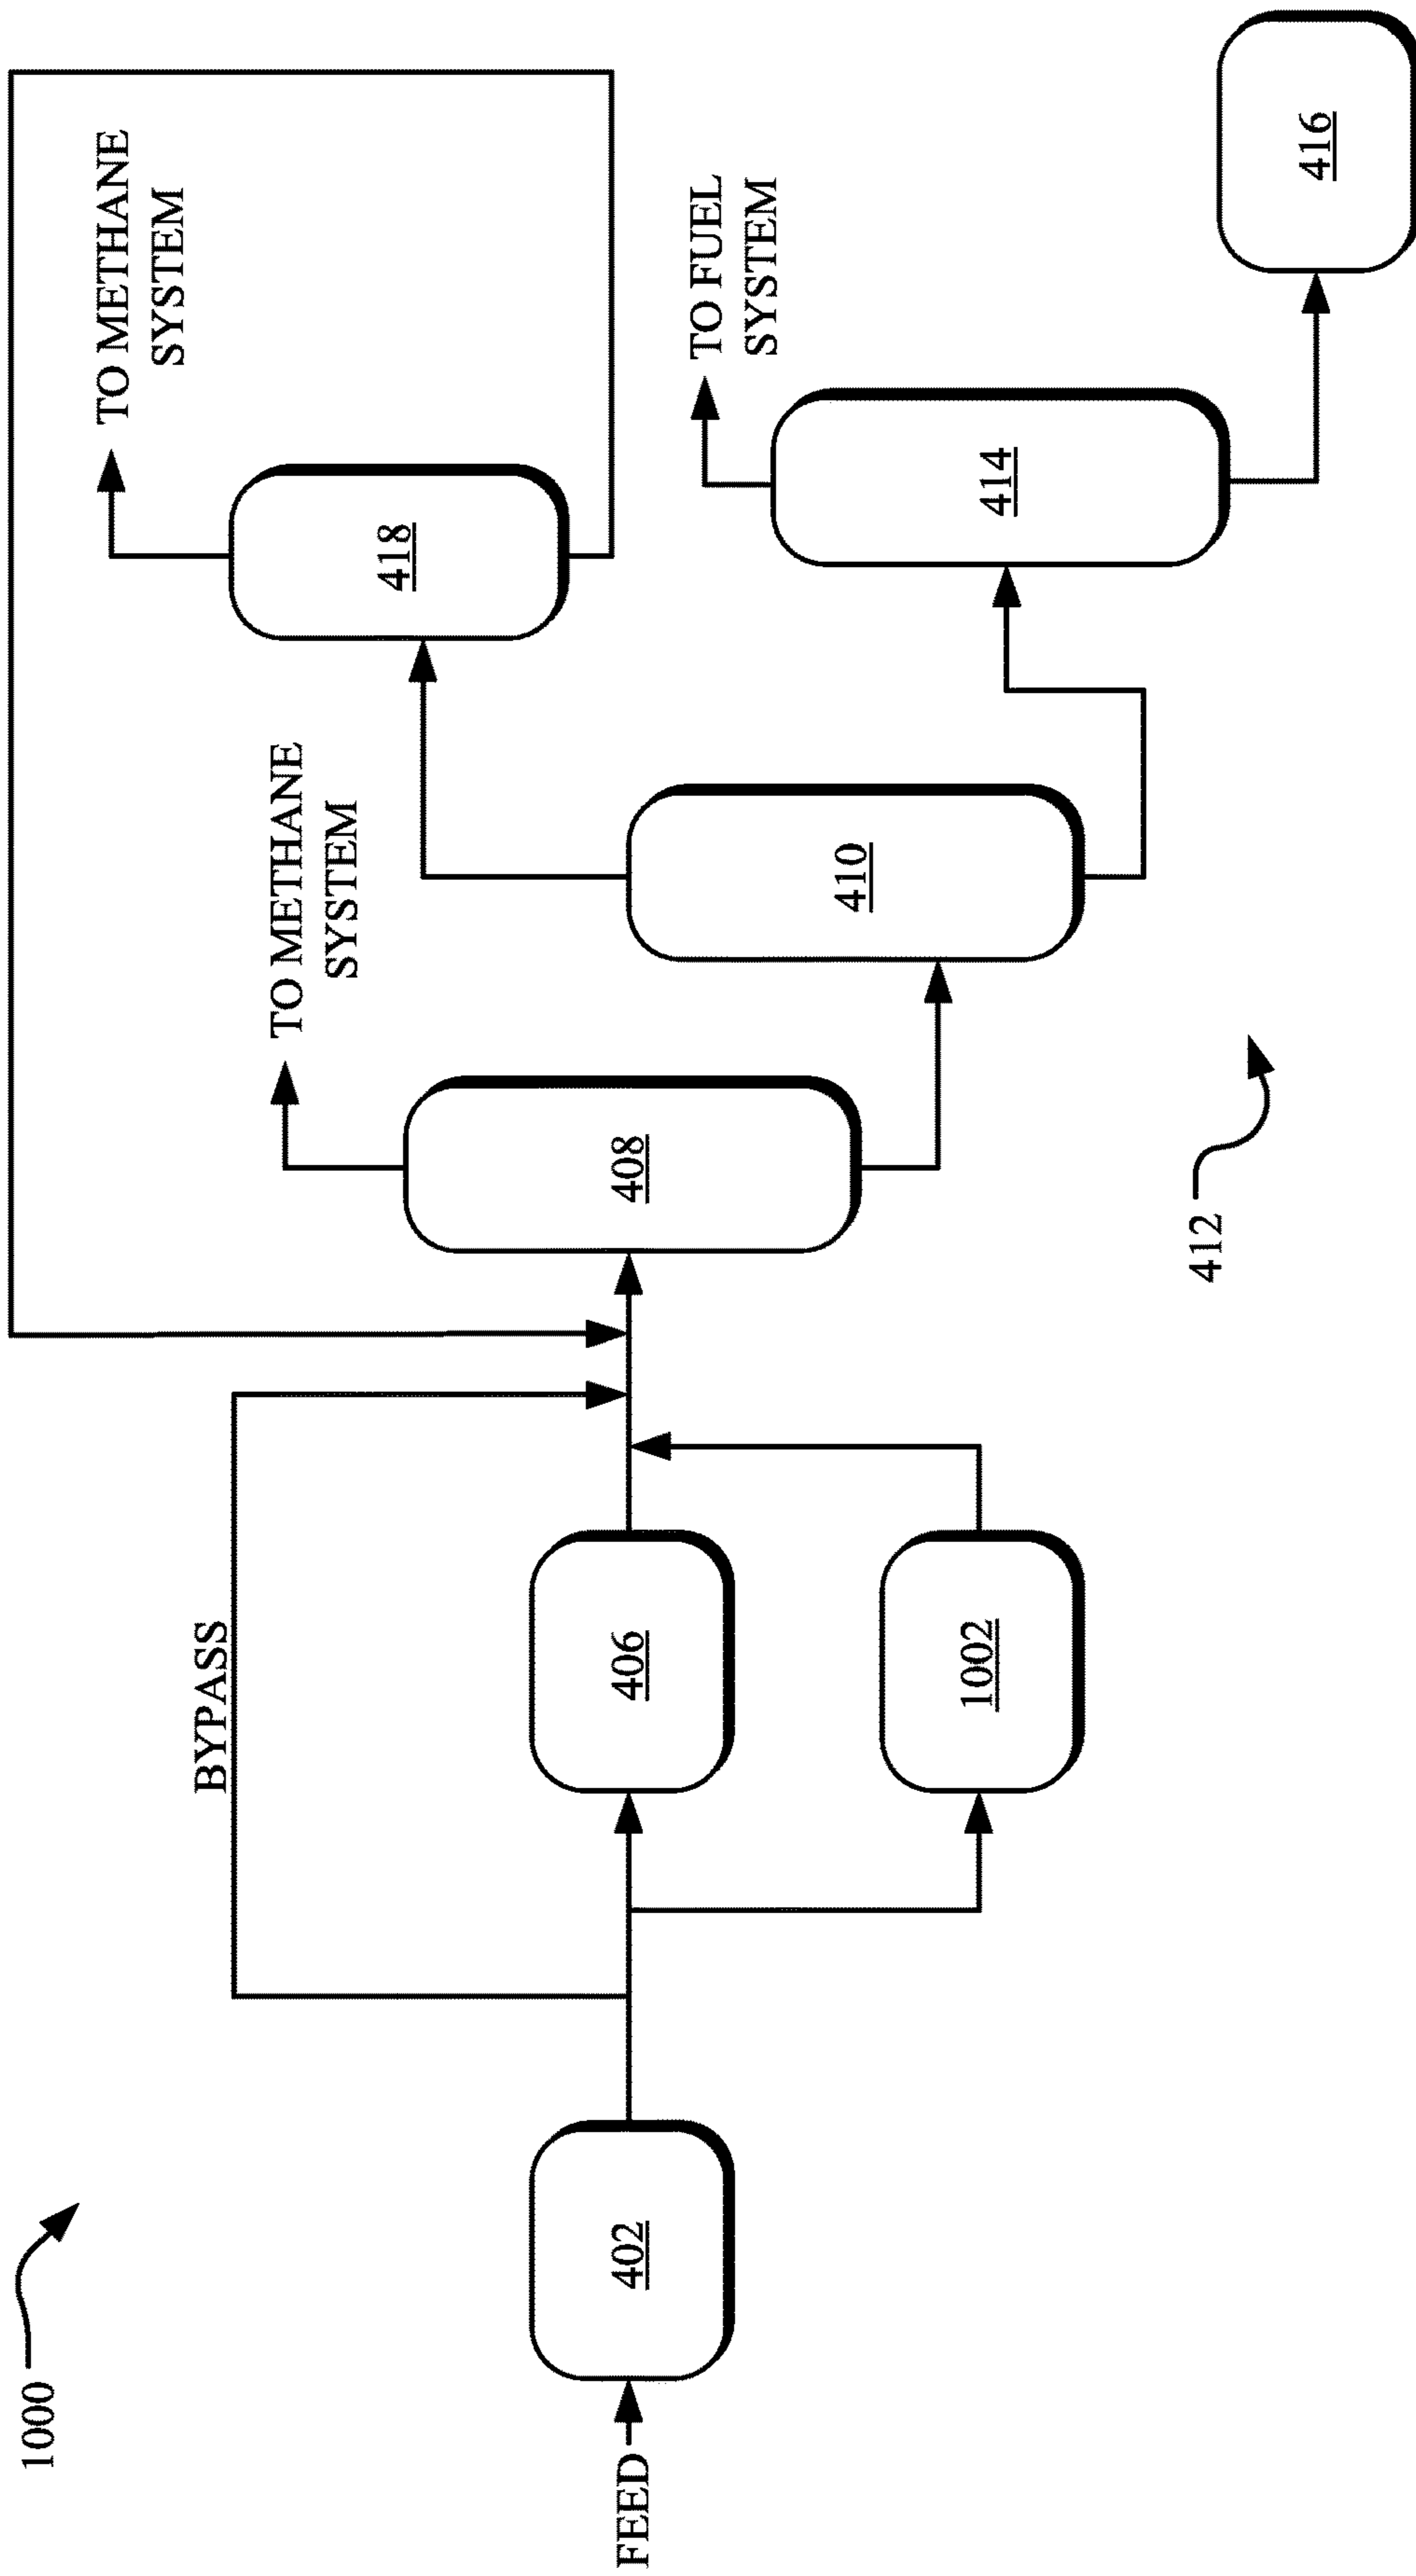 1000
TO METHANE
SYSTEM
418
BYPASS
TO METHANE
SYSTEM
TO FUEL
SYSTEM
FEED
402
406
408
410
414
1002
416
412